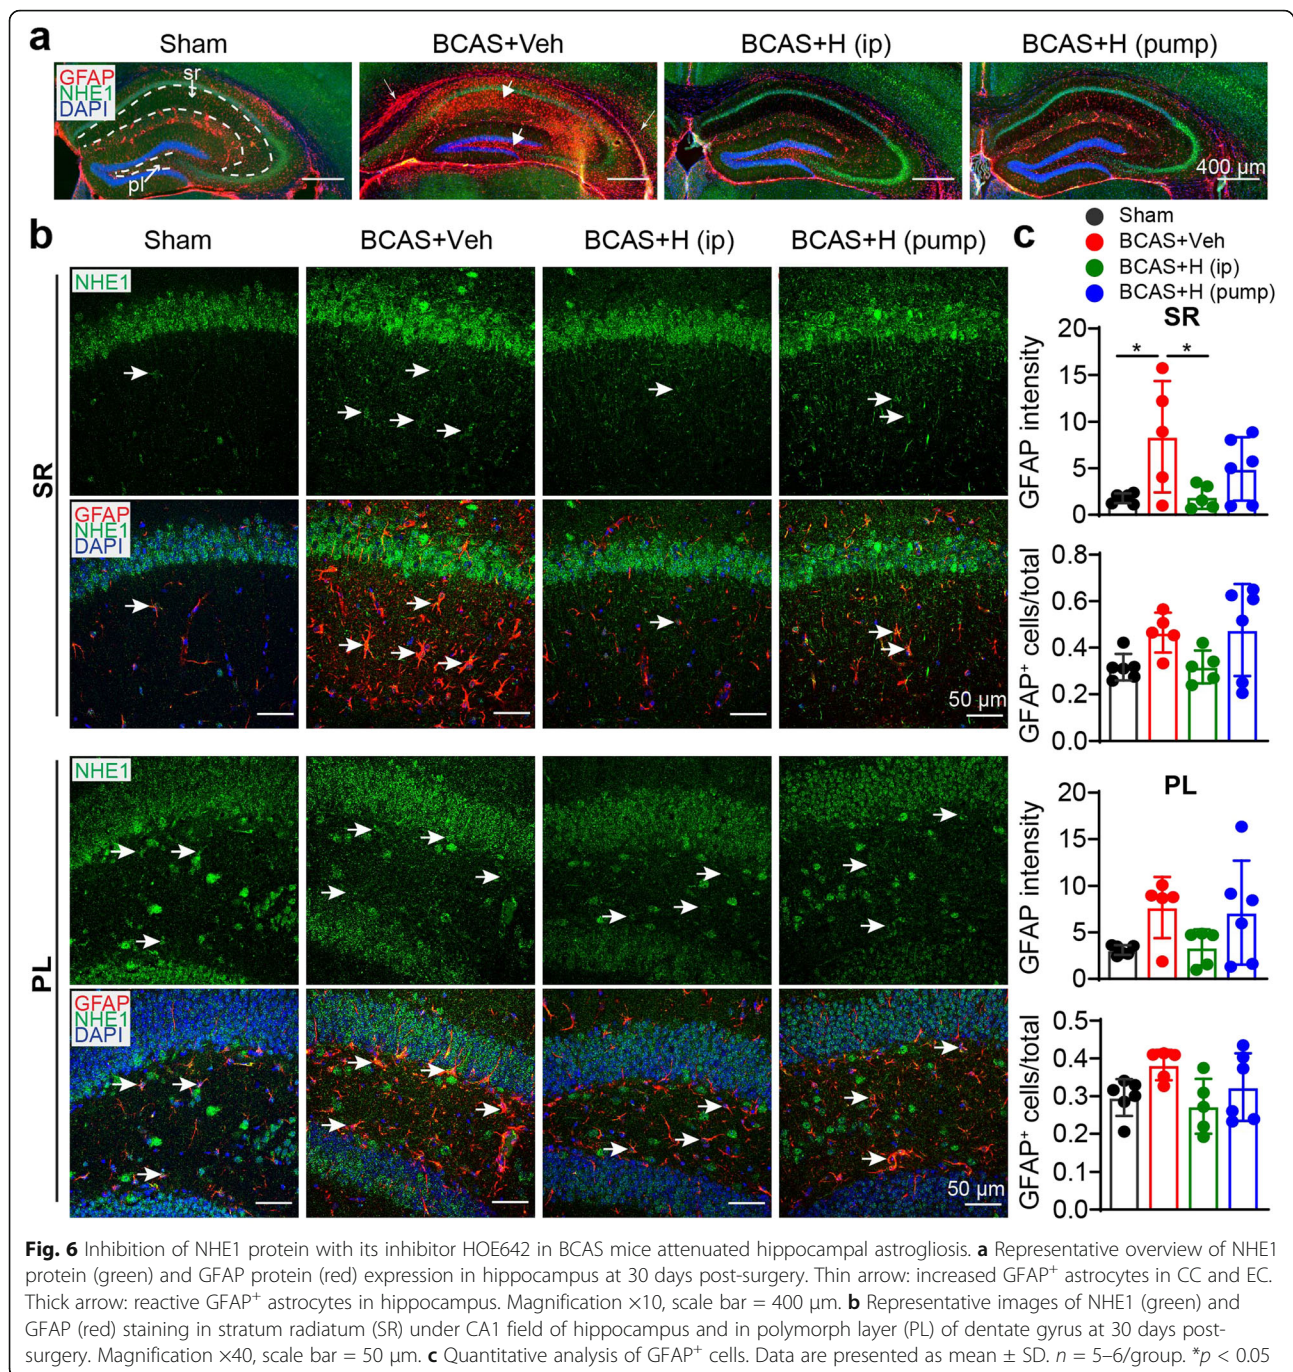 a
Sham BCAS+Veh BCAS+H (ip) BCAS+H (pump)
GFAP
NHE1
DAPI
sr
pl
400 µm
b
Sham BCAS+Veh BCAS+H (ip) BCAS+H (pump)
SR
NHE1
GFAP
NHE1
DAPI
50 µm
PL
NHE1
GFAP
NHE1
DAPI
50 µm
c
Sham
BCAS+Veh
BCAS+H (ip)
BCAS+H (pump)
SR
GFAP intensity
20
15
10
5
0
* *
GFAP⁺ cells/total
0.8
0.6
0.4
0.2
0.0
PL
GFAP intensity
20
15
10
5
0
GFAP⁺ cells/total
0.5
0.4
0.3
0.2
0.1
0.0
Fig. 6 Inhibition of NHE1 protein with its inhibitor HOE642 in BCAS mice attenuated hippocampal astrogliosis. a Representative overview of NHE1
protein (green) and GFAP protein (red) expression in hippocampus at 30 days post-surgery. Thin arrow: increased GFAP⁺ astrocytes in CC and EC.
Thick arrow: reactive GFAP⁺ astrocytes in hippocampus. Magnification ×10, scale bar = 400 µm. b Representative images of NHE1 (green) and
GFAP (red) staining in stratum radiatum (SR) under CA1 field of hippocampus and in polymorph layer (PL) of dentate gyrus at 30 days post-
surgery. Magnification ×40, scale bar = 50 µm. c Quantitative analysis of GFAP⁺ cells. Data are presented as mean ± SD. n = 5–6/group. *p < 0.05